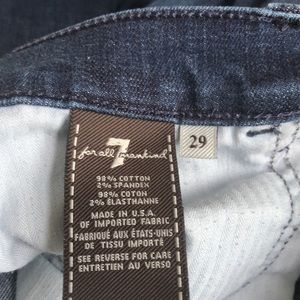 7
for all mankind
29
98% COTTON
2% SPANDEX
98% COTON
2% ÉLASTHANNE
MADE IN U.S.A.
OF IMPORTED FABRIC
FABRIQUÉ AUX ÉTATS-UNIS
DE TISSU IMPORTÉ
SEE REVERSE FOR CARE
ENTRETIEN AU VERSO